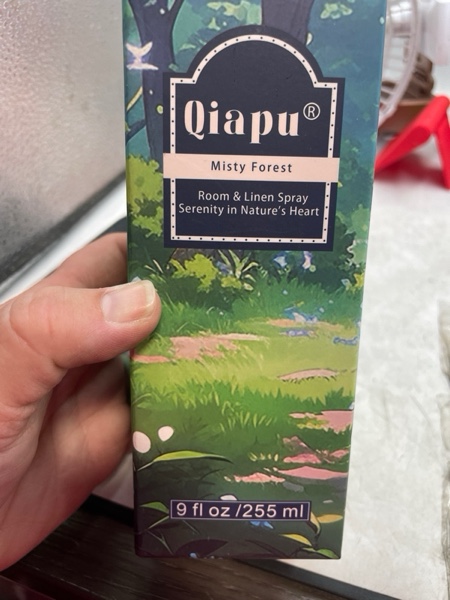 Qiapu®
Misty Forest
Room & Linen Spray
Serenity in Nature's Heart
9 fl oz /255 ml